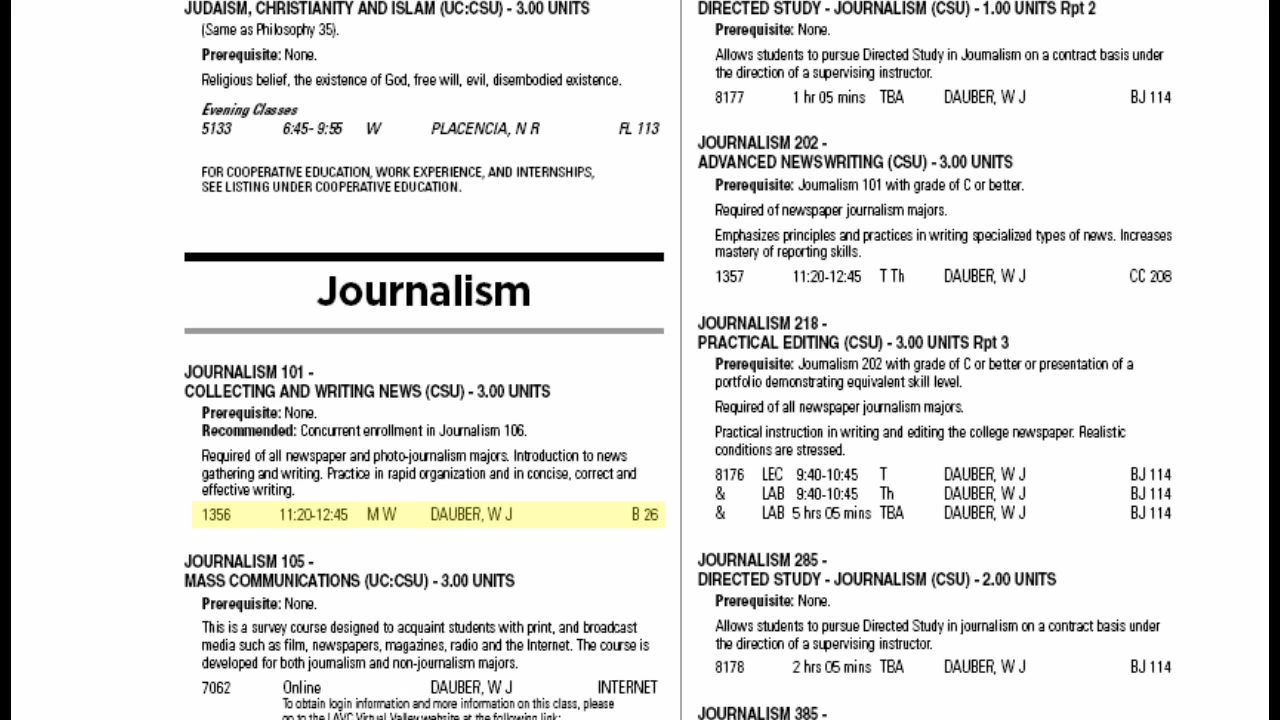 JUDAISM, CHRISTIANITY AND ISLAM (UC:CSU) - 3.00 UNITS
(Same as Philosophy 35).
Prerequisite: None.
Religious belief, the existence of God, free will, evil, disembodied existence.
Evening Classes
5133 6:45- 9:55 W PLACENCIA, N R FL 113
FOR COOPERATIVE EDUCATION, WORK EXPERIENCE, AND INTERNSHIPS,
SEE LISTING UNDER COOPERATIVE EDUCATION.
Journalism
JOURNALISM 101 -
COLLECTING AND WRITING NEWS (CSU) - 3.00 UNITS
Prerequisite: None.
Recommended: Concurrent enrollment in Journalism 106.
Required of all newspaper and photo-journalism majors. Introduction to news
gathering and writing. Practice in rapid organization and in concise, correct and
effective writing.
1356 11:20-12:45 M W DAUBER, W J B 26
JOURNALISM 105 -
MASS COMMUNICATIONS (UC:CSU) - 3.00 UNITS
Prerequisite: None.
This is a survey course designed to acquaint students with print, and broadcast
media such as film, newspapers, magazines, radio and the Internet. The course is
developed for both journalism and non-journalism majors.
7062 Online DAUBER, W J INTERNET
To obtain login information and more information on this class, please
go to the LAVC Virtual Valley website at the following link:
DIRECTED STUDY - JOURNALISM (CSU) - 1.00 UNITS Rpt 2
Prerequisite: None.
Allows students to pursue Directed Study in Journalism on a contract basis under
the direction of a supervising instructor.
8177 1 hr 05 mins TBA DAUBER, W J BJ 114
JOURNALISM 202 -
ADVANCED NEWSWRITING (CSU) - 3.00 UNITS
Prerequisite: Journalism 101 with grade of C or better.
Required of newspaper journalism majors.
Emphasizes principles and practices in writing specialized types of news. Increases
mastery of reporting skills.
1357 11:20-12:45 T Th DAUBER, W J CC 208
JOURNALISM 218 -
PRACTICAL EDITING (CSU) - 3.00 UNITS Rpt 3
Prerequisite: Journalism 202 with grade of C or better or presentation of a
portfolio demonstrating equivalent skill level.
Required of all newspaper journalism majors.
Practical instruction in writing and editing the college newspaper. Realistic
conditions are stressed.
8176 LEC 9:40-10:45 T DAUBER, W J BJ 114
& LAB 9:40-10:45 Th DAUBER, W J BJ 114
& LAB 5 hrs 05 mins TBA DAUBER, W J BJ 114
JOURNALISM 285 -
DIRECTED STUDY - JOURNALISM (CSU) - 2.00 UNITS
Prerequisite: None.
Allows students to pursue Directed Study in journalism on a contract basis under
the direction of a supervising instructor.
8178 2 hrs 05 mins TBA DAUBER, W J BJ 114
JOURNALISM 385 -